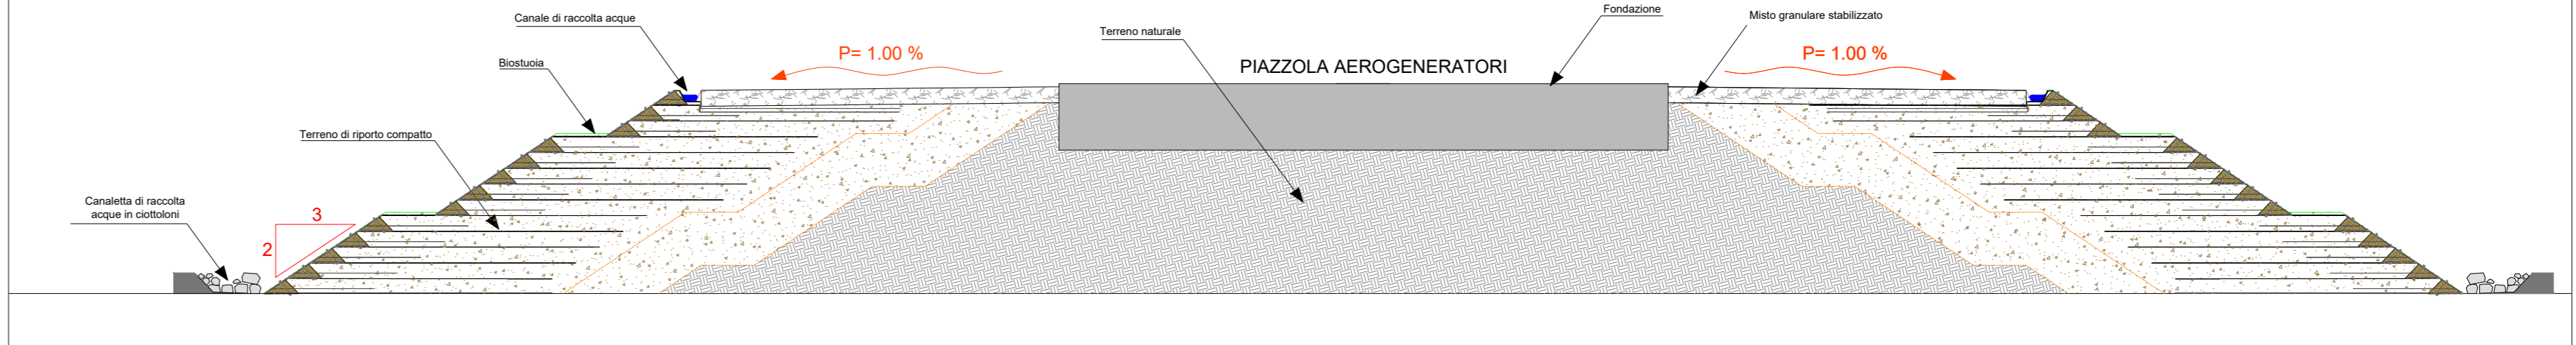 Canale di raccolta acque
Fondazione
Misto granulare stabilizzato
Terreno naturale
P= 1.00 %
P= 1.00 %
Biostuoia
PIAZZOLA AEROGENERATORI
Terreno di riporto compatto
Canaletta di raccolta
acque in ciottoloni
3
2